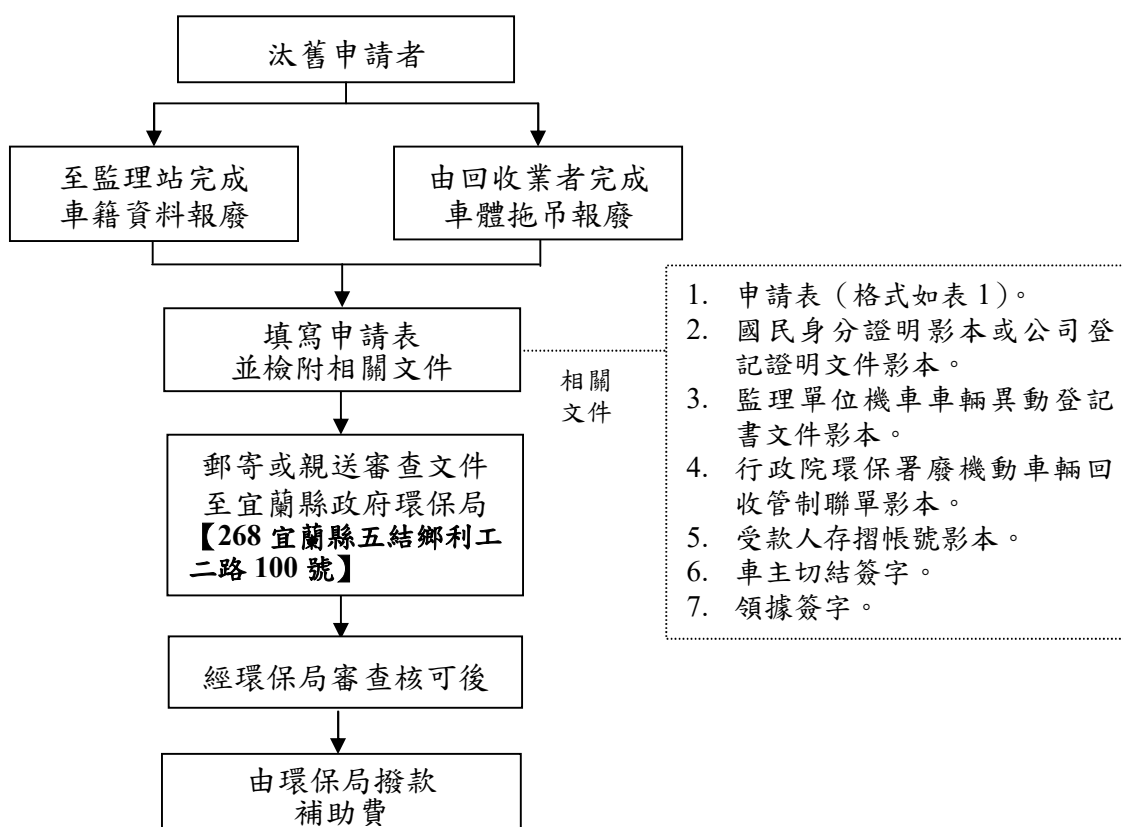 汰舊申請者
至監理站完成
車籍資料報廢
由回收業者完成
車體拖吊報廢
填寫申請表
並檢附相關文件
相關
文件
1. 申請表（格式如表 1）。
2. 國民身分證明影本或公司登
記證明文件影本。
3. 監理單位機車車輛異動登記
書文件影本。
4. 行政院環保署廢機動車輛回
收管制聯單影本。
5. 受款人存摺帳號影本。
6. 車主切結簽字。
7. 領據簽字。
郵寄或親送審查文件
至宜蘭縣政府環保局
【268 宜蘭縣五結鄉利工
二路 100 號】
經環保局審查核可後
由環保局撥款
補助費